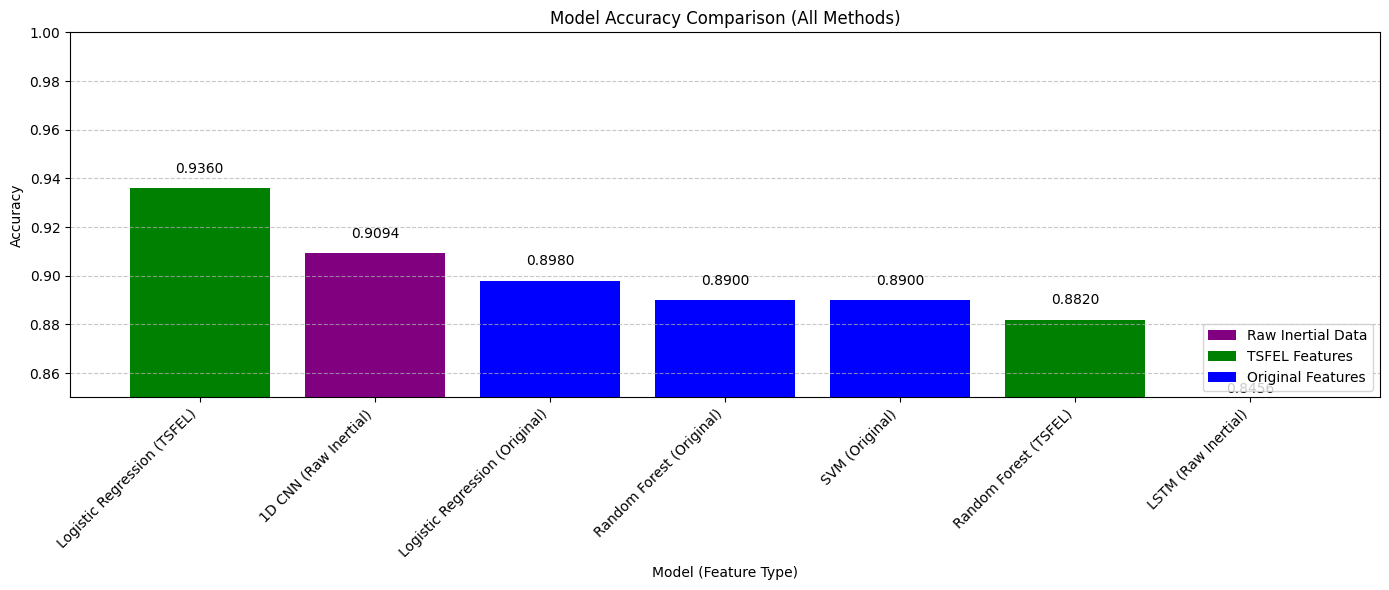 Model Accuracy Comparison (All Methods)
1.00
0.98
0.96
0.94
0.92
0.90
0.88
0.86
Accuracy
0.9360
0.9094
0.8980
0.8900
0.8900
0.8820
0.8456
Raw Inertial Data
TSFEL Features
Original Features
Logistic Regression (TSFEL)
1D CNN (Raw Inertial)
Logistic Regression (Original)
Random Forest (Original)
SVM (Original)
Random Forest (TSFEL)
LSTM (Raw Inertial)
Model (Feature Type)